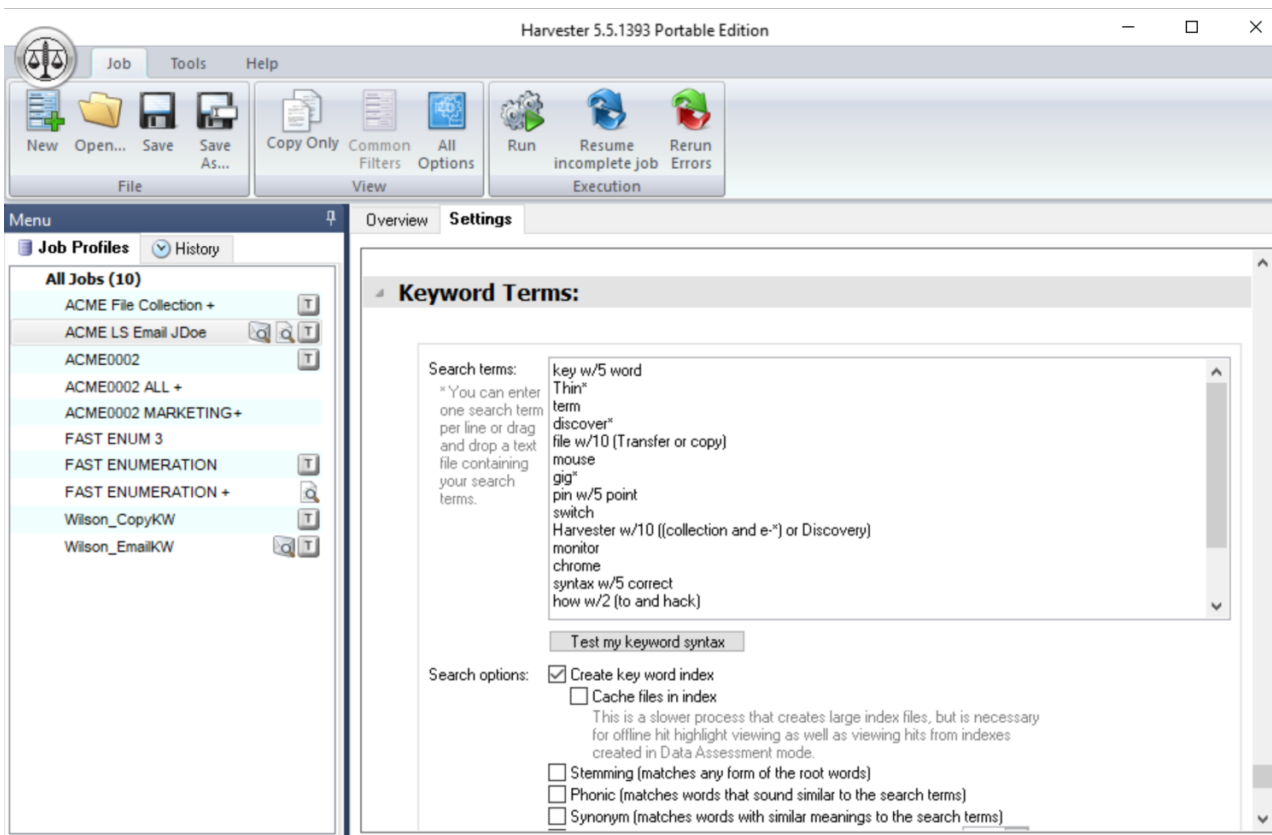 Harvester 5.5.1393 Portable Edition
Job Tools Help
New Open... Save Save As... Copy Only Common Filters All Options Run Resume incomplete job Rerun Errors
File View Execution
Menu
Job Profiles History
All Jobs (10)
ACME File Collection + T
ACME LS Email JDoe T
ACME0002 T
ACME0002 ALL +
ACME0002 MARKETING+
FAST ENUM 3
FAST ENUMERATION T
FAST ENUMERATION +
Wilson_CopyKW T
Wilson_EmailKW T
Overview Settings
Keyword Terms:
Search terms:
* You can enter
one search term
per line or drag
and drop a text
file containing
your search
terms.
key w/5 word
Thin*
term
discover*
file w/10 (Transfer or copy)
mouse
gig*
pin w/5 point
switch
Harvester w/10 ((collection and e-*) or Discovery)
monitor
chrome
syntax w/5 correct
how w/2 (to and hack)
Test my keyword syntax
Search options: Create key word index
Cache files in index
This is a slower process that creates large index files, but is necessary
for offline hit highlight viewing as well as viewing hits from indexes
created in Data Assessment mode.
Stemming (matches any form of the root words)
Phonic (matches words that sound similar to the search terms)
Synonym (matches words with similar meanings to the search terms)